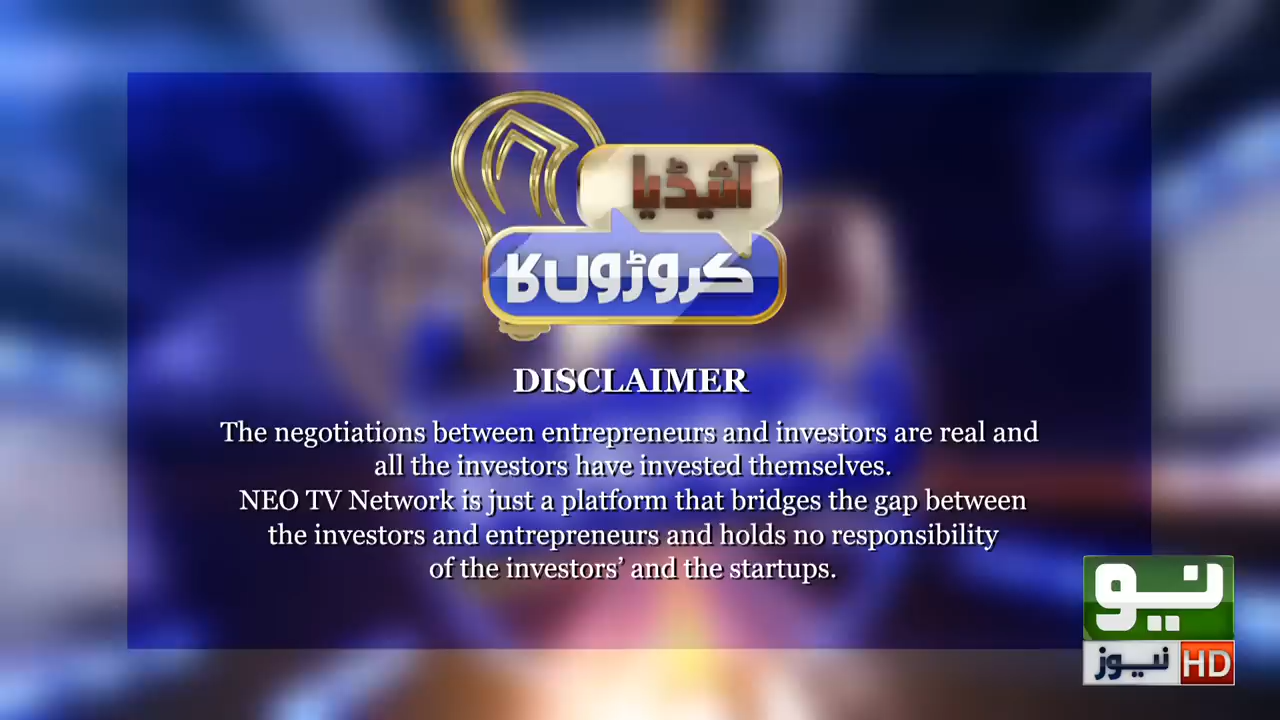 آئیڈیا
کروڑوں کا
DISCLAIMER
The negotiations between entrepreneurs and investors are real and
all the investors have invested themselves.
NEO TV Network is just a platform that bridges the gap between
the investors and entrepreneurs and holds no responsibility
of the investors’ and the startups.
نیو
نیوز HD